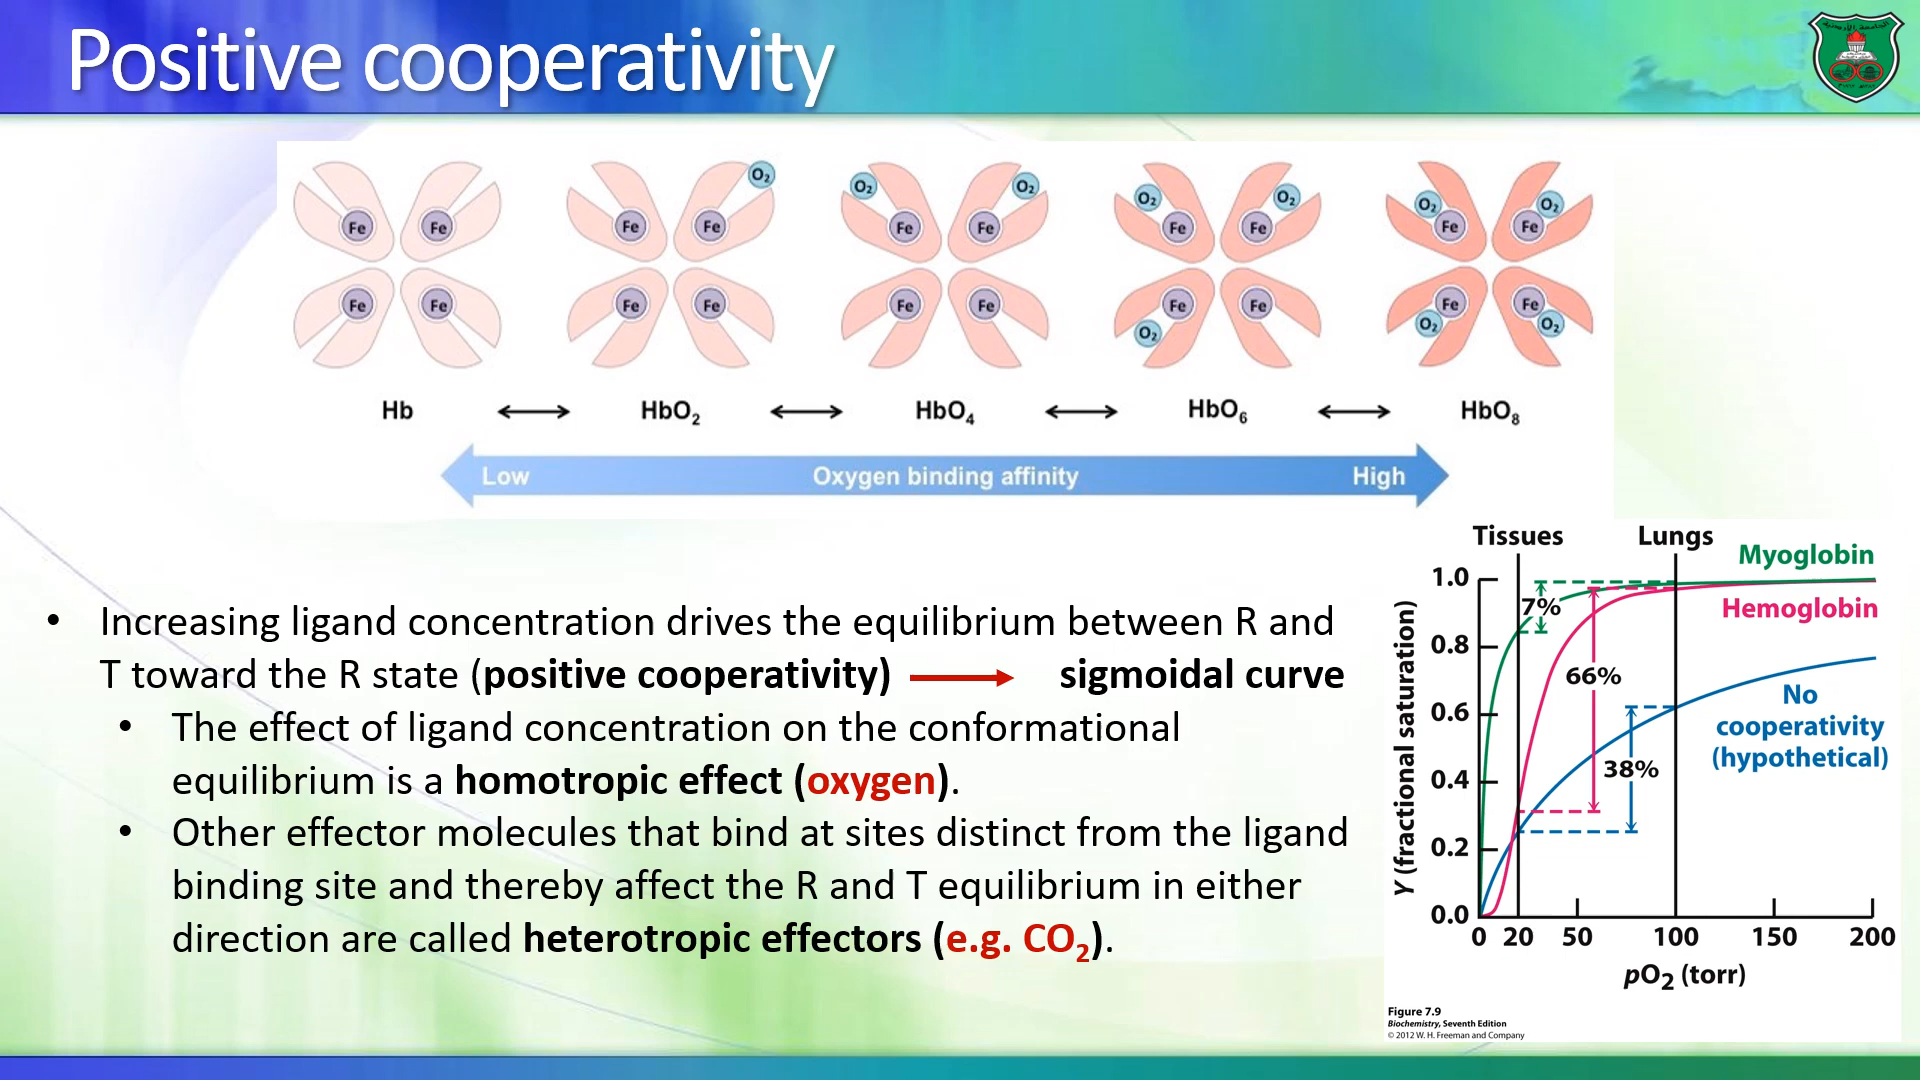 Positive cooperativity
O₂
O₂ O₂
O₂ O₂
O₂ O₂
Fe Fe Fe Fe Fe Fe Fe Fe Fe Fe
Fe Fe Fe Fe Fe Fe Fe Fe Fe Fe
O₂ O₂ O₂
Hb HbO₂ HbO₄ HbO₆ HbO₈
Low Oxygen binding affinity High
• Increasing ligand concentration drives the equilibrium between R and
T toward the R state (positive cooperativity) sigmoidal curve
• The effect of ligand concentration on the conformational
equilibrium is a homotropic effect (oxygen).
• Other effector molecules that bind at sites distinct from the ligand
binding site and thereby affect the R and T equilibrium in either
direction are called heterotropic effectors (e.g. CO₂).
Tissues Lungs
Myoglobin
Hemoglobin
No
cooperativity
(hypothetical)
7%
66%
38%
Y (fractional saturation)
1.0
0.8
0.6
0.4
0.2
0.0
0 20 50 100 150 200
pO₂ (torr)
Figure 7.9
Biochemistry, Seventh Edition
© 2012 W. H. Freeman and Company